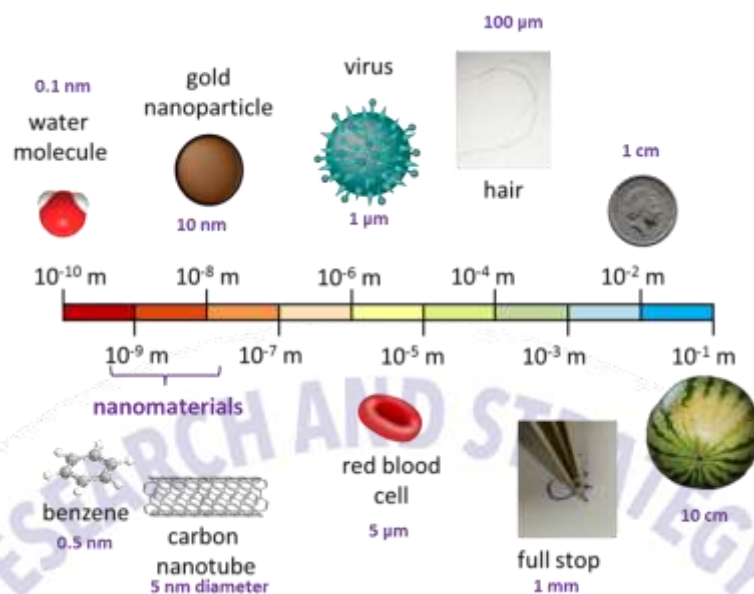 100 µm
virus
gold
nanoparticle
0.1 nm
water
molecule
1 cm
hair
10 nm
1 µm
10⁻¹⁰ m
10⁻⁸ m
10⁻⁶ m
10⁻⁴ m
10⁻² m
10⁻⁹ m
10⁻⁷ m
10⁻⁵ m
10⁻³ m
10⁻¹ m
nanomaterials
red blood
cell
5 µm
benzene
0.5 nm
carbon
nanotube
5 nm diameter
full stop
1 mm
10 cm
ESEARCH AND STRATEGY